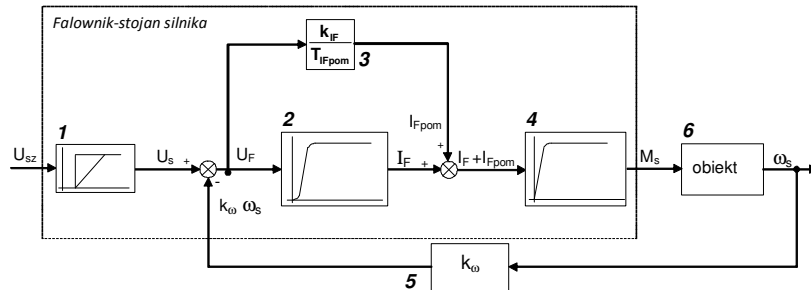 Falownik-stojan silnika
k_IF
T_IFpom
3
1
2
4
6
I_Fpom
U_sz
U_s
+
-
U_F
I_F
+
+
I_F+I_Fpom
M_s
obiekt
ω_s
k_ω ω_s
5
k_ω